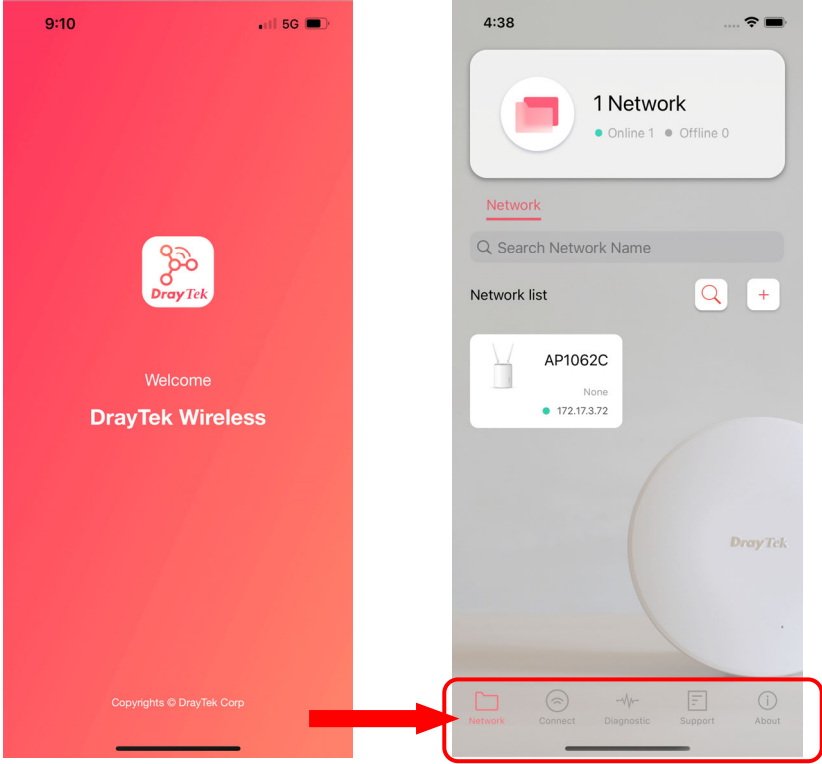 9:10
5G
DrayTek
Welcome
DrayTek Wireless
Copyrights © DrayTek Corp
4:38
1 Network
Online 1 Offline 0
Network
Search Network Name
Network list
+
AP1062C
None
172.17.3.72
DrayTek
Network Connect Diagnostic Support About